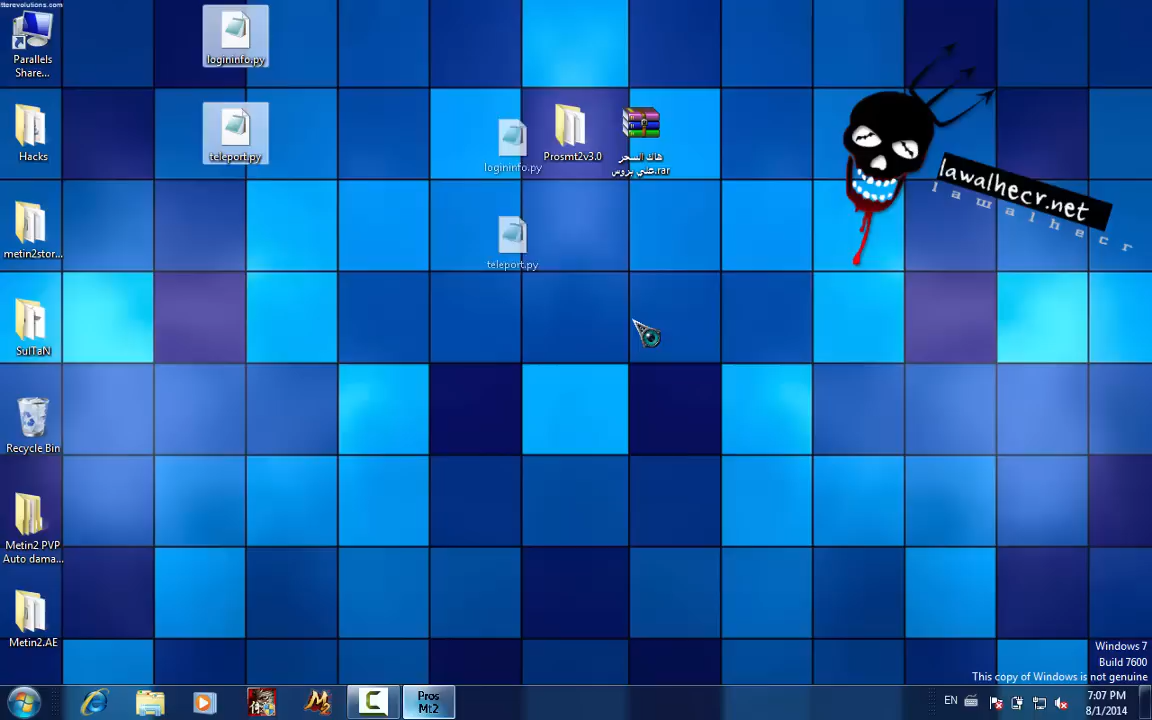 tterevolutions.com
Parallels
Share...
logininfo.py
Hacks
teleport.py
logininfo.py
Prosmt2v3.0
هاك السحر
على بروس.rar
lawalhecr.net
lawalhecr
metin2stor...
teleport.py
SulTaN
Recycle Bin
Metin2 PVP
Auto dama...
Metin2.AE
Windows 7
Build 7600
This copy of Windows is not genuine
Pros
Mt2
EN
7:07 PM
8/1/2014